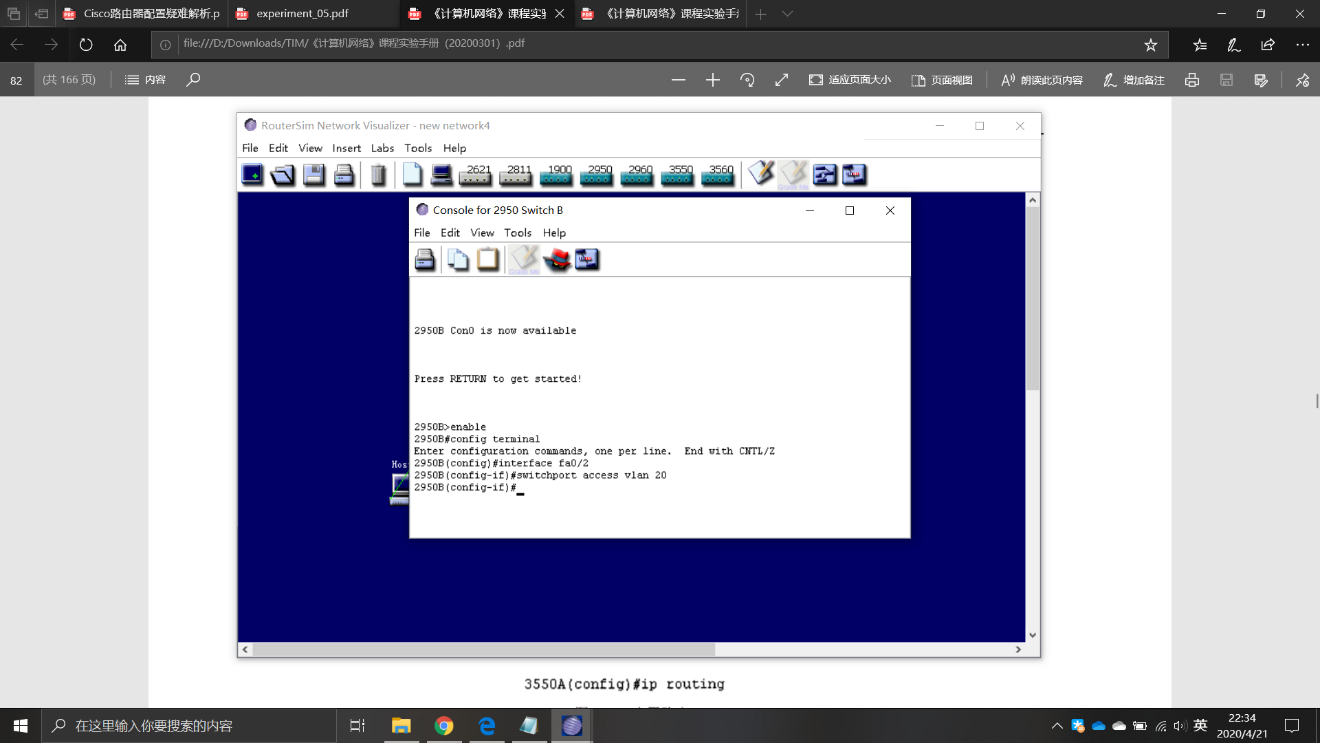 Cisco路由器配置疑难解析.p
experiment_05.pdf
《计算机网络》课程实验
《计算机网络》课程实验手册
file:///D:/Downloads/TIM/《计算机网络》课程实验手册（20200301）.pdf
82
(共 166 页)
内容
适应页面大小
页面视图
朗读此页内容
增加备注
RouterSim Network Visualizer - new network4
File Edit View Insert Labs Tools Help
2621 2811 1900 2950 2960 3550 3560
Console for 2950 Switch B
File Edit View Tools Help
2950B Con0 is now available
Press RETURN to get started!
2950B>enable
2950B#config terminal
Enter configuration commands, one per line.  End with CNTL/Z
2950B(config)#interface fa0/2
2950B(config-if)#switchport access vlan 20
2950B(config-if)#
Hos
3550A(config)#ip routing
在这里输入你要搜索的内容
英
22:34
2020/4/21